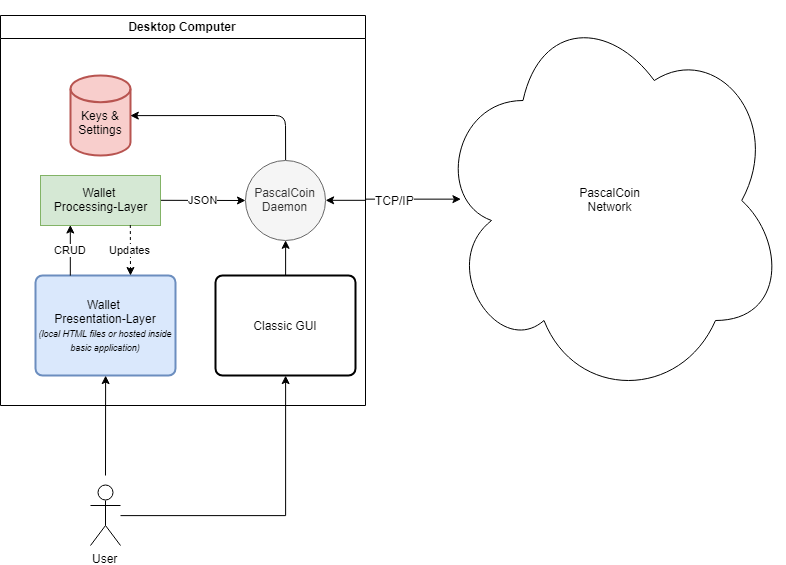 Desktop Computer
Keys &
Settings
Wallet
Processing-Layer
JSON
PascalCoin
Daemon
TCP/IP
PascalCoin
Network
CRUD
Updates
Wallet
Presentation-Layer
(local HTML files or hosted inside
basic application)
Classic GUI
User